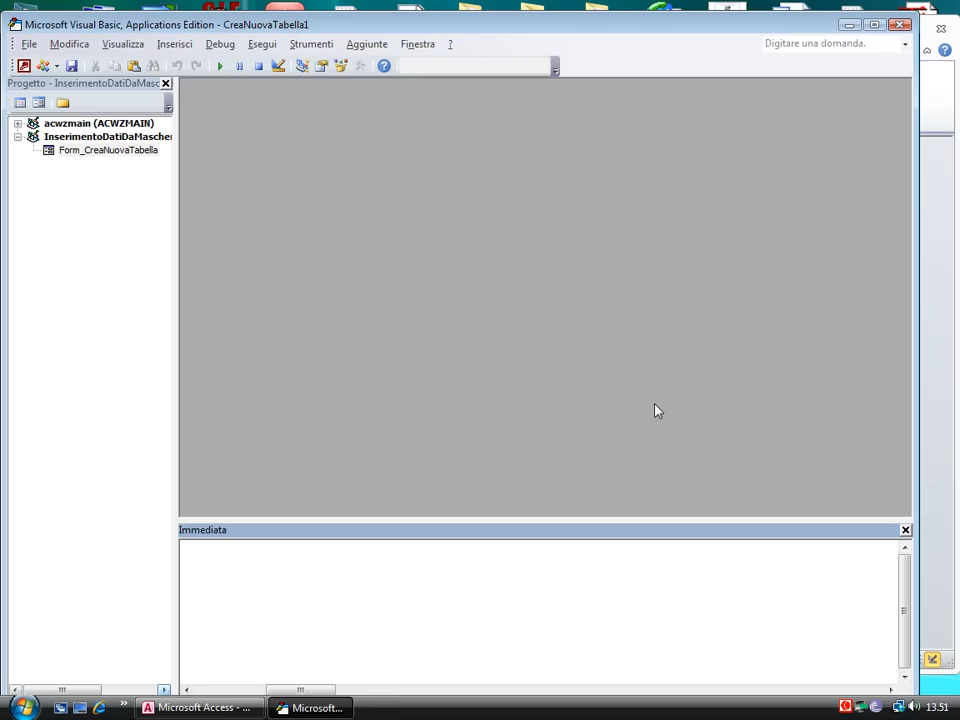 Microsoft Visual Basic, Applications Edition - CreaNuovaTabella1
File Modifica Visualizza Inserisci Debug Esegui Strumenti Aggiunte Finestra ?
Digitare una domanda.
Progetto - InserimentoDatiDaMasc
acwzmain (ACWZMAIN)
InserimentoDatiDaMascher
Form_CreaNuovaTabella
Immediata
Microsoft Access - ...
Microsoft...
13.51